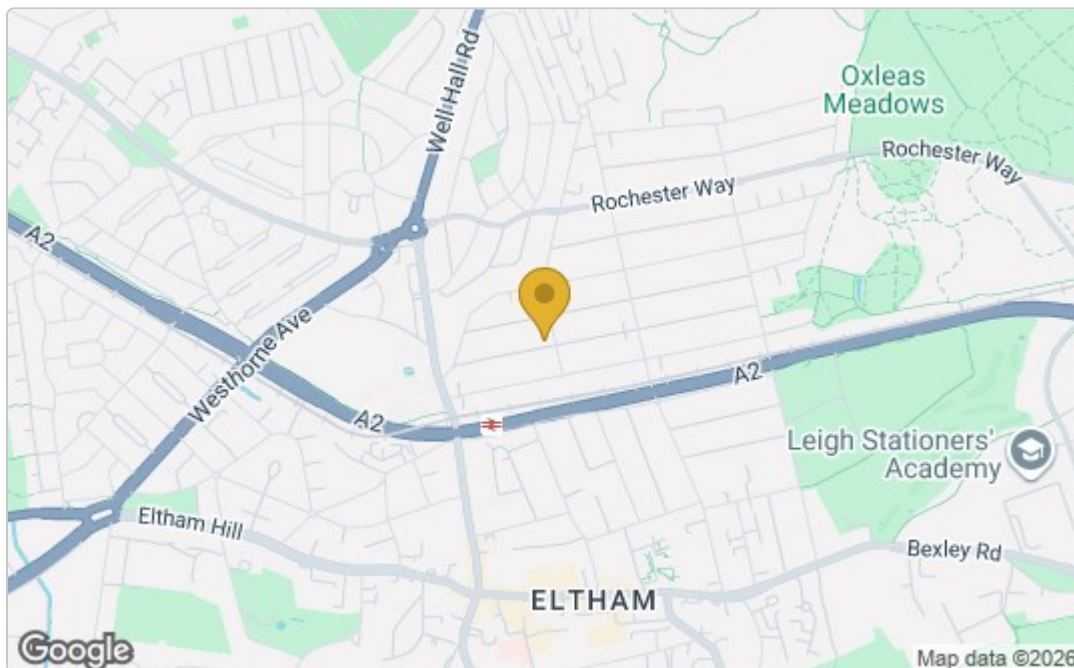 Well Hall Rd
Oxleas
Meadows
Rochester Way
Rochester Way
A2
Westhorne Ave
A2
A2
Leigh Stationers'
Academy
Eltham Hill
Bexley Rd
ELTHAM
Google
Map data ©2026